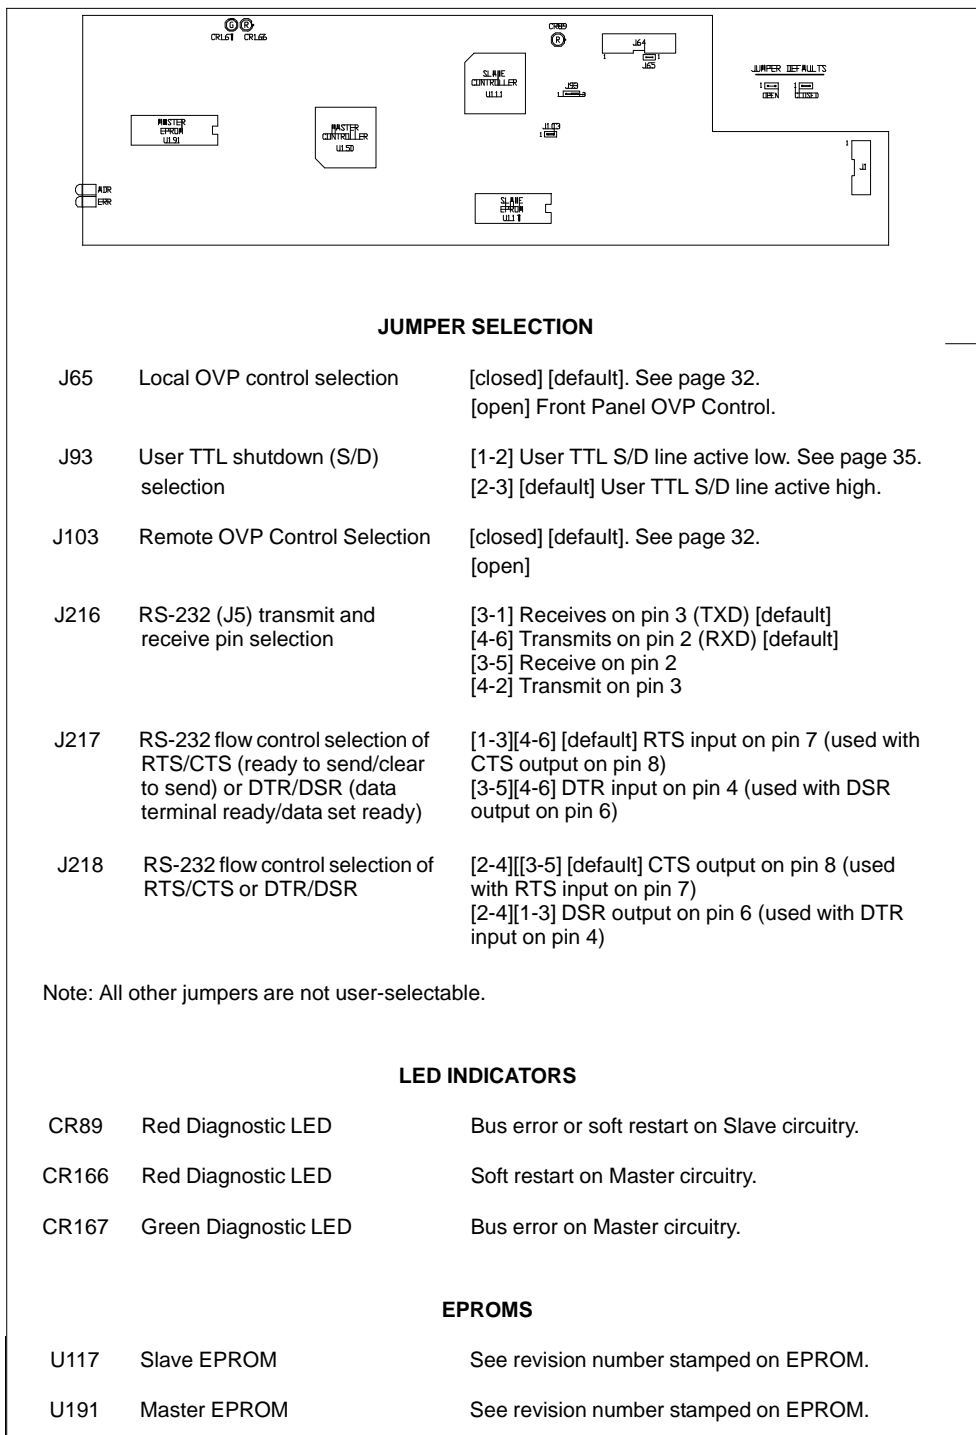 G R
CR167 CR166
CR89
R
J64
1 1
J65
SLAVE
CONTROLLER
U111
J93
1 3
JUMPER DEFAULTS
1 1
OPEN CLOSED
MASTER
EPROM
U191
MASTER
CONTROLLER
U150
J103
1
1
J1
ADR
ERR
SLAVE
EPROM
U117
JUMPER SELECTION
J65 Local OVP control selection [closed] [default]. See page 32.
[open] Front Panel OVP Control.
J93 User TTL shutdown (S/D) [1-2] User TTL S/D line active low. See page 35.
selection [2-3] [default] User TTL S/D line active high.
J103 Remote OVP Control Selection [closed] [default]. See page 32.
[open]
J216 RS-232 (J5) transmit and [3-1] Receives on pin 3 (TXD) [default]
receive pin selection [4-6] Transmits on pin 2 (RXD) [default]
[3-5] Receive on pin 2
[4-2] Transmit on pin 3
J217 RS-232 flow control selection of [1-3][4-6] [default] RTS input on pin 7 (used with
RTS/CTS (ready to send/clear CTS output on pin 8)
to send) or DTR/DSR (data [3-5][4-6] DTR input on pin 4 (used with DSR
terminal ready/data set ready) output on pin 6)
J218 RS-232 flow control selection of [2-4][[3-5] [default] CTS output on pin 8 (used
RTS/CTS or DTR/DSR with RTS input on pin 7)
[2-4][1-3] DSR output on pin 6 (used with DTR
input on pin 4)
Note: All other jumpers are not user-selectable.
LED INDICATORS
CR89 Red Diagnostic LED Bus error or soft restart on Slave circuitry.
CR166 Red Diagnostic LED Soft restart on Master circuitry.
CR167 Green Diagnostic LED Bus error on Master circuitry.
EPROMS
U117 Slave EPROM See revision number stamped on EPROM.
U191 Master EPROM See revision number stamped on EPROM.